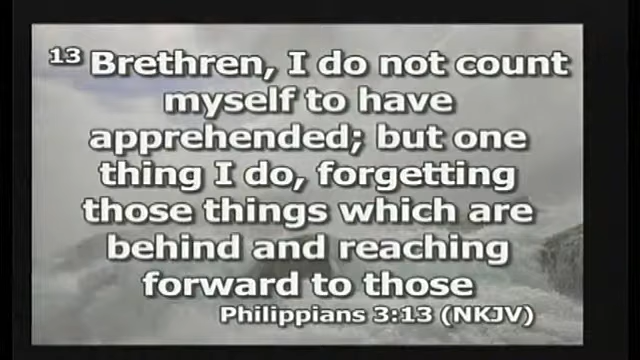 13 Brethren, I do not count
myself to have
apprehended; but one
thing I do, forgetting
those things which are
behind and reaching
forward to those
Philippians 3:13 (NKJV)